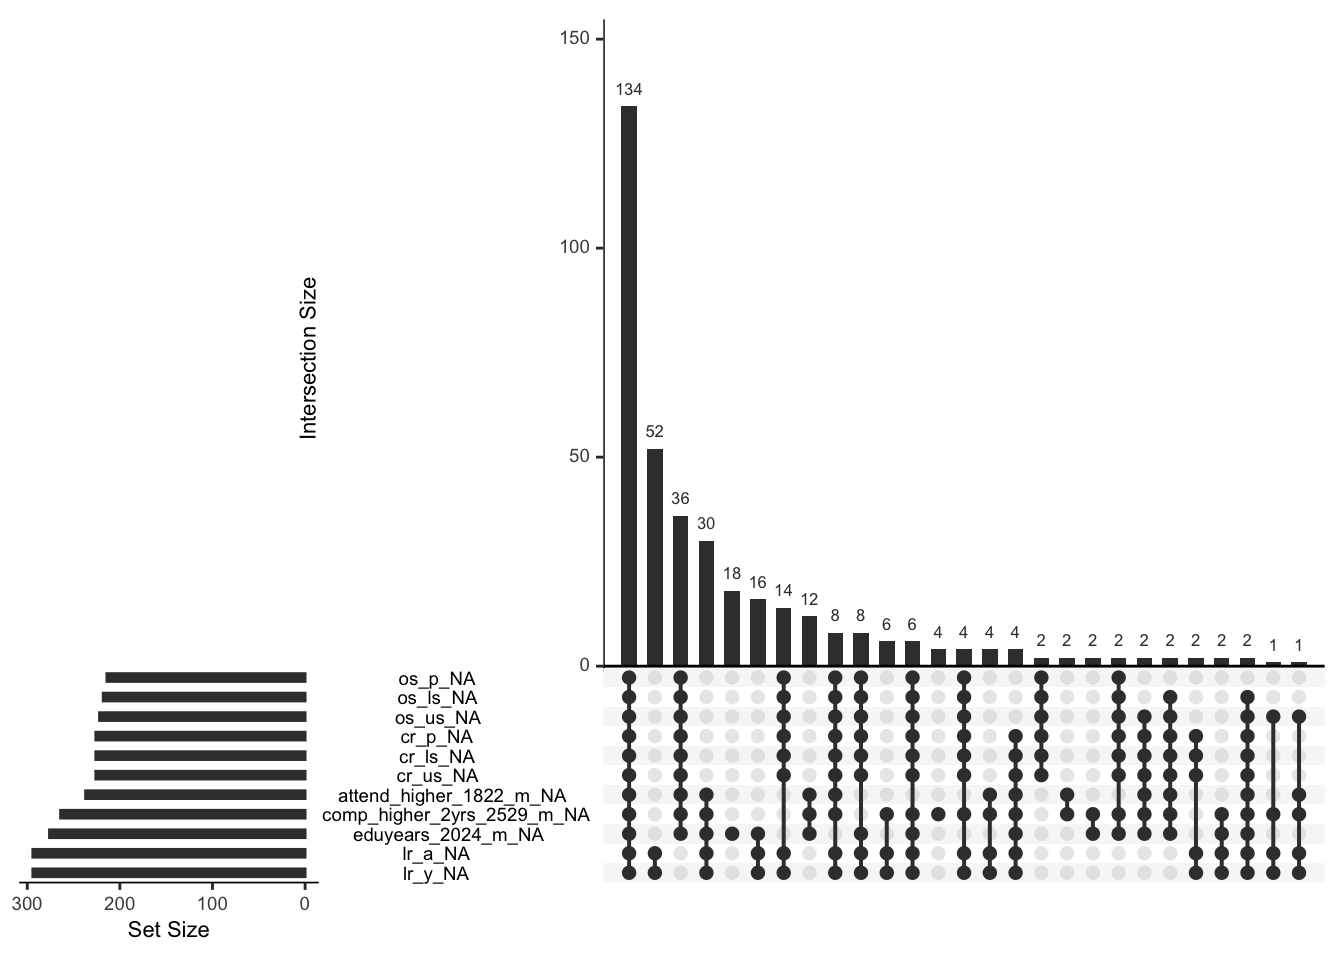 150
100
50
0
Intersection Size
134
52
36
30
18
16
14
12
8
8
6
6
4
4
4
4
2
2
2
2
2
2
2
2
2
1
1
os_p_NA
os_ls_NA
os_us_NA
cr_p_NA
cr_ls_NA
cr_us_NA
attend_higher_1822_m_NA
comp_higher_2yrs_2529_m_NA
eduyears_2024_m_NA
lr_a_NA
lr_y_NA
300 200 100 0
Set Size